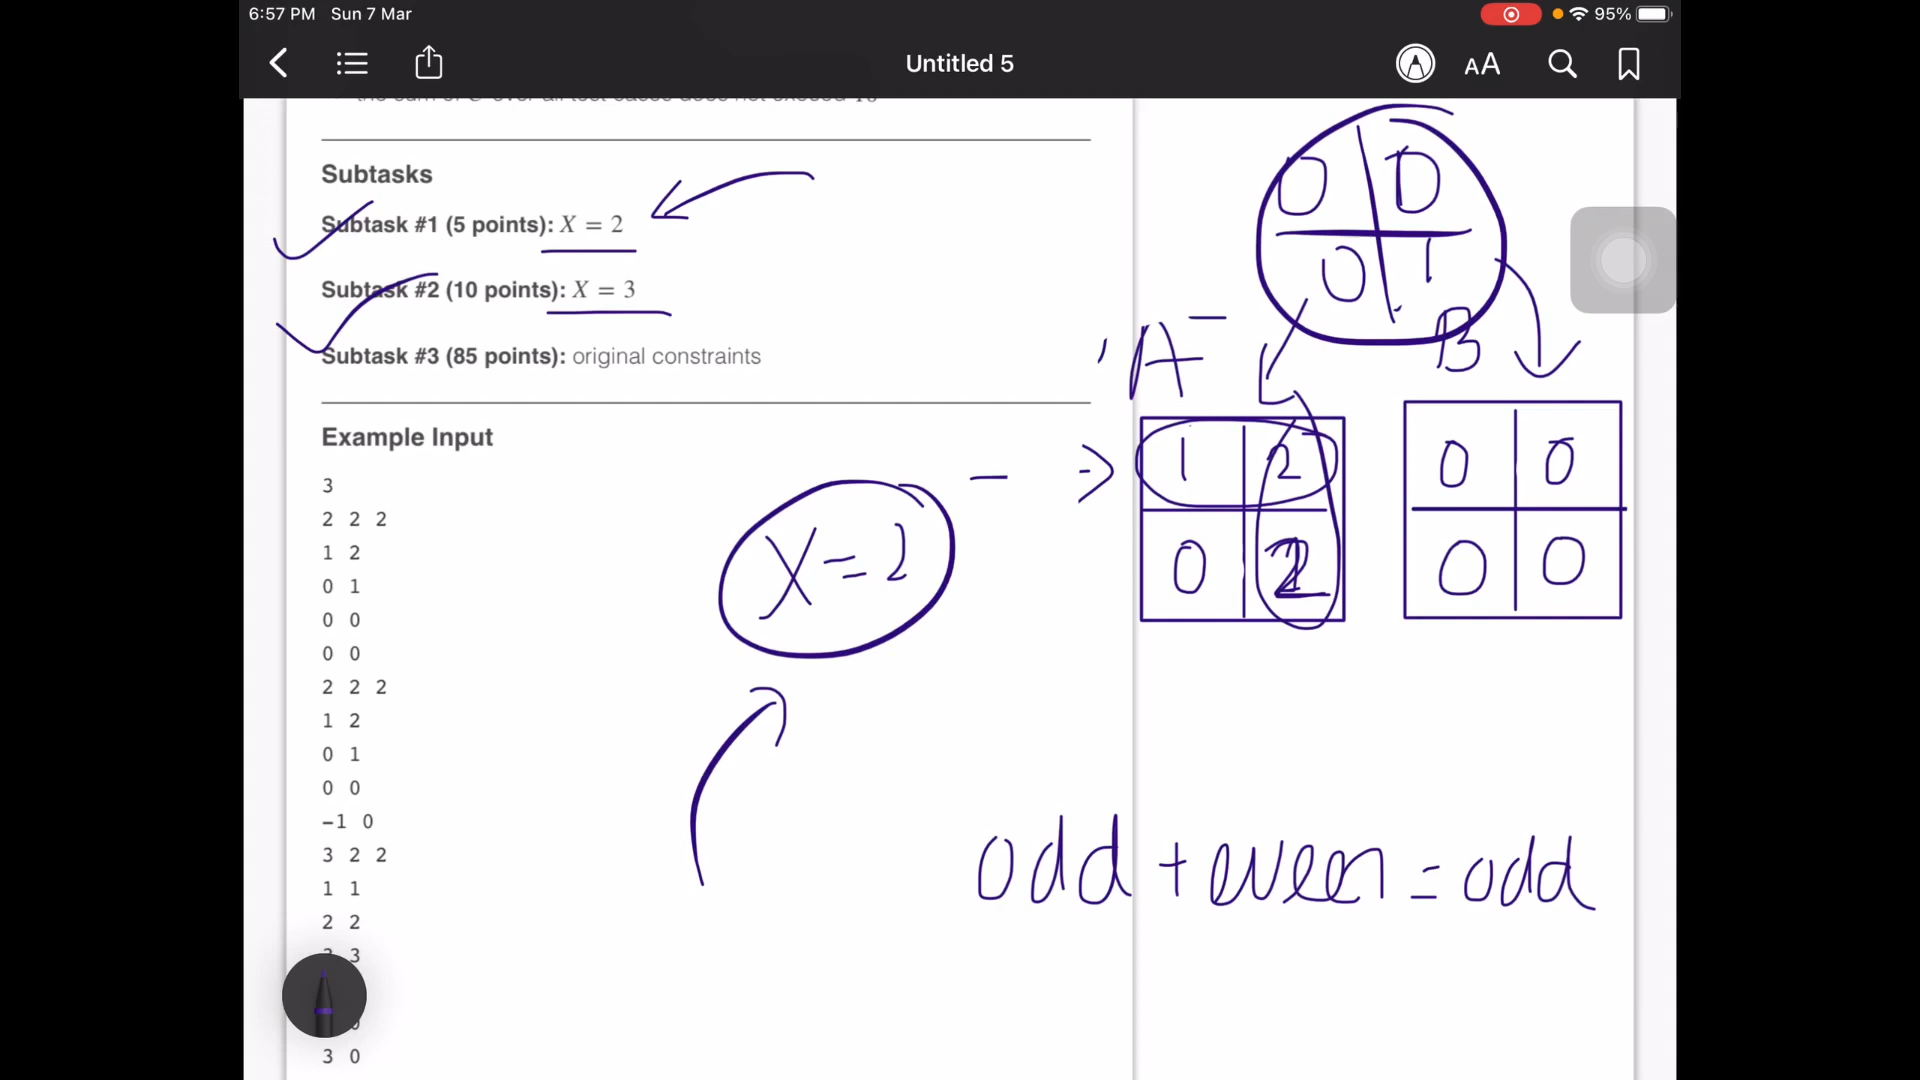 6:57 PM Sun 7 Mar 95%
AA
Untitled 5
Subtasks
Subtask #1 (5 points): X = 2
Subtask #2 (10 points): X = 3
Subtask #3 (85 points): original constraints
Example Input
3
2 2 2
1 2
0 1
0 0
0 0
2 2 2
1 2
0 1
0 0
-1 0
3 2 2
1 1
2 2
3
3 0
X = 2
0 0
0 1
A
B
1 2
0 2
0 0
0 0
odd + even = odd